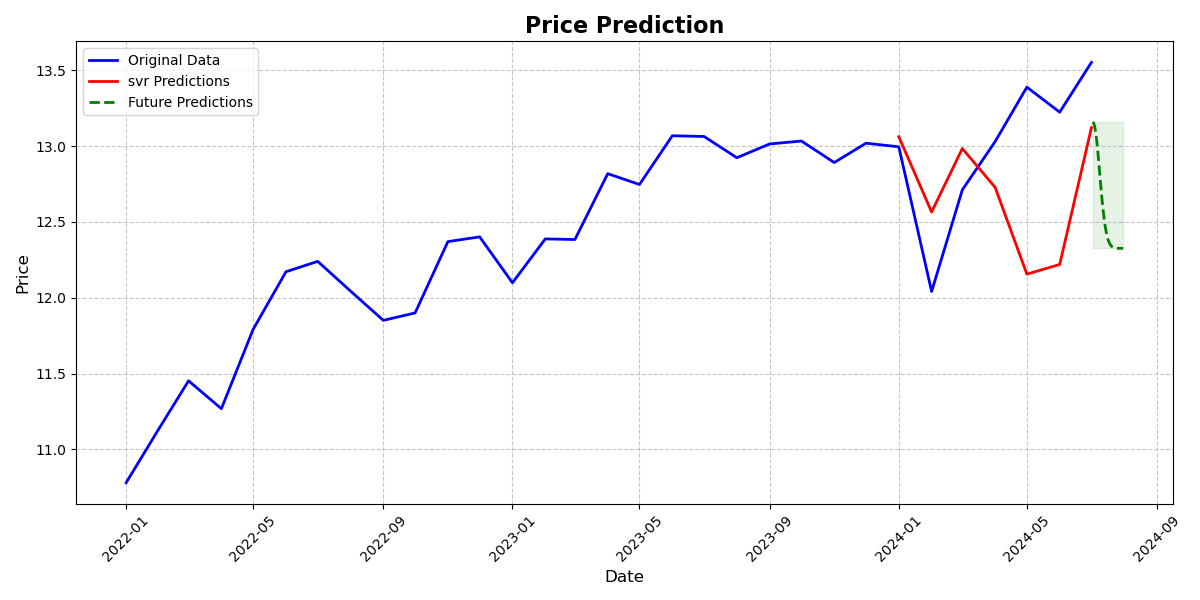 Price Prediction
Original Data
svr Predictions
Future Predictions
Price
13.5
13.0
12.5
12.0
11.5
11.0
2022-01
2022-05
2022-09
2023-01
2023-05
2023-09
2024-01
2024-05
2024-09
Date